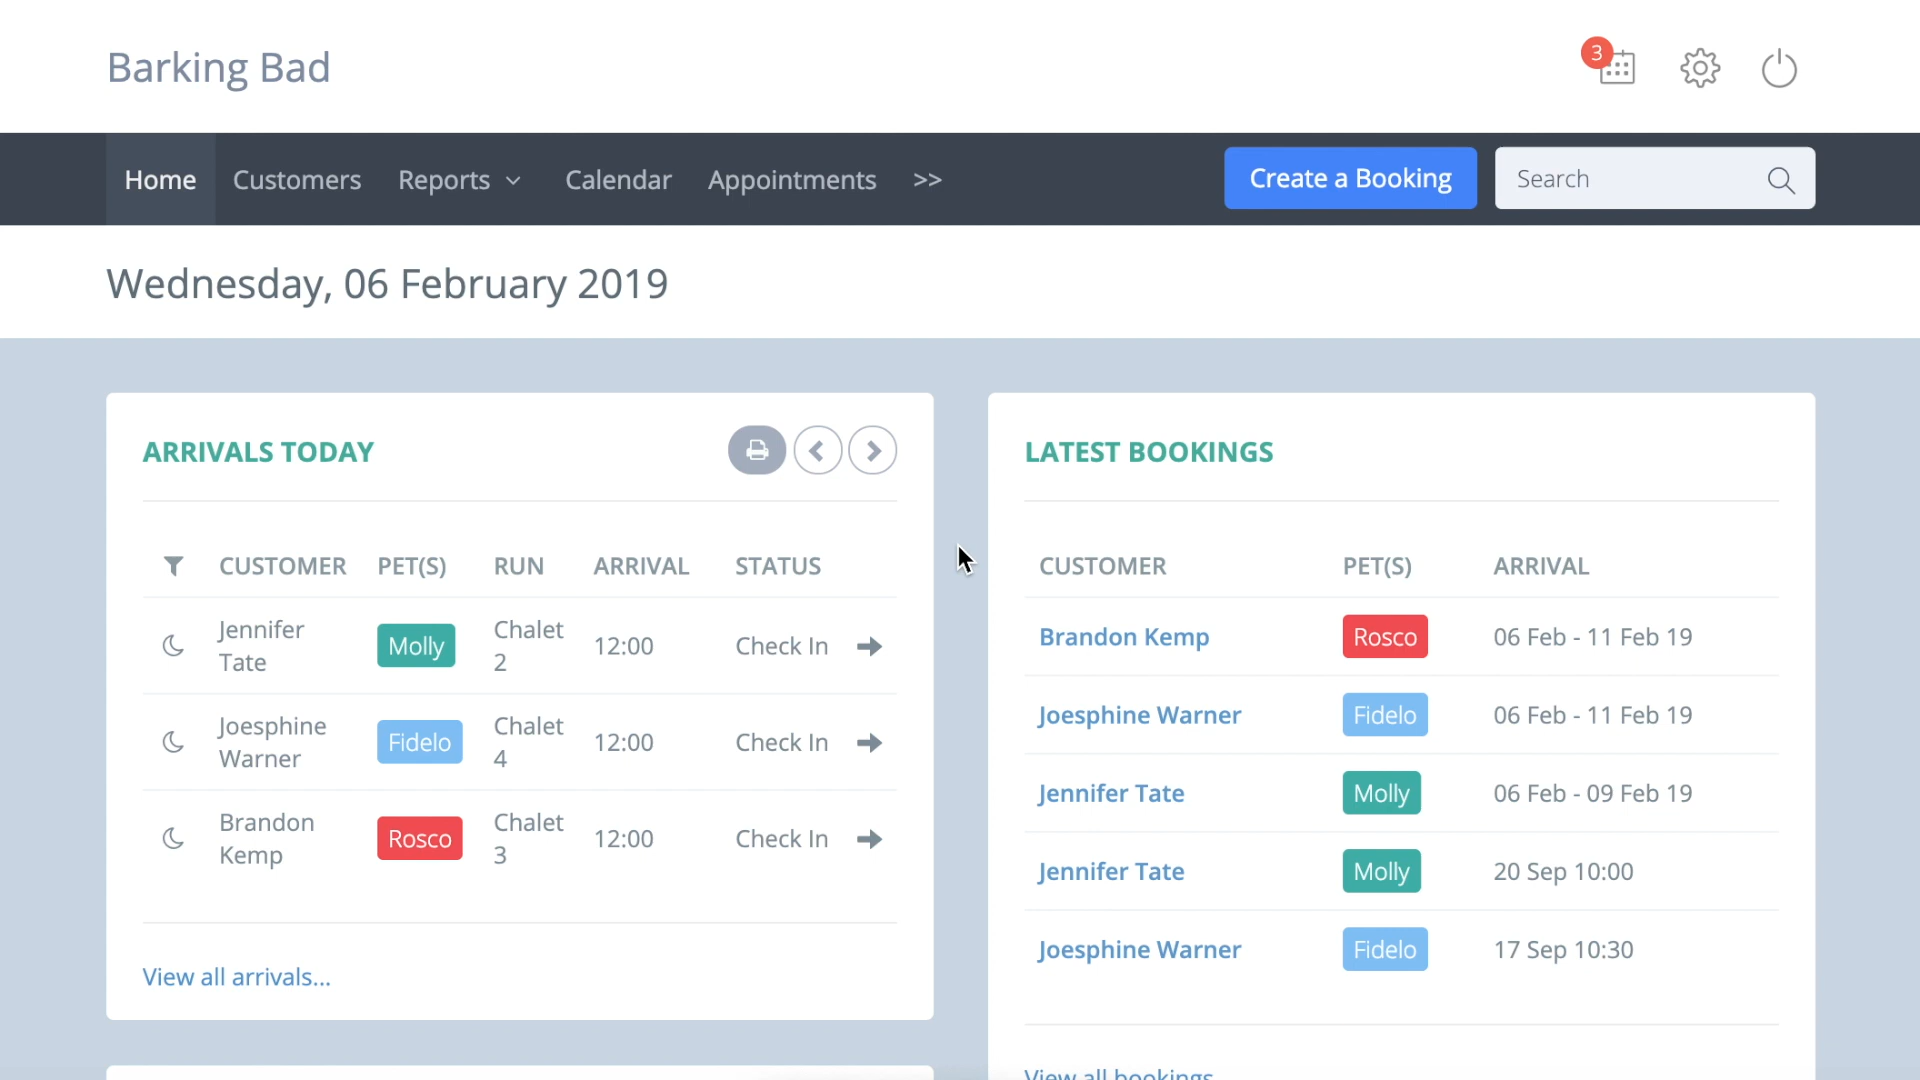 Barking Bad
3
Home Customers Reports Calendar Appointments >> Create a Booking Search
Wednesday, 06 February 2019
ARRIVALS TODAY
CUSTOMER PET(S) RUN ARRIVAL STATUS
Jennifer Tate Molly Chalet 2 12:00 Check In
Joesphine Warner Fidelo Chalet 4 12:00 Check In
Brandon Kemp Rosco Chalet 3 12:00 Check In
View all arrivals...
LATEST BOOKINGS
CUSTOMER PET(S) ARRIVAL
Brandon Kemp Rosco 06 Feb - 11 Feb 19
Joesphine Warner Fidelo 06 Feb - 11 Feb 19
Jennifer Tate Molly 06 Feb - 09 Feb 19
Jennifer Tate Molly 20 Sep 10:00
Joesphine Warner Fidelo 17 Sep 10:30
View all bookings